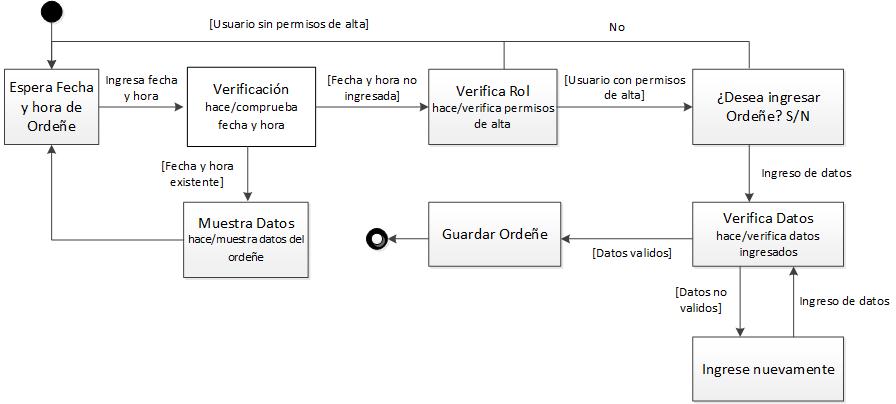 [Usuario sin permisos de alta]
No
Espera Fecha
y hora de
Ordeñe
Ingresa fecha
y hora
Verificación
hace/comprueba
fecha y hora
[Fecha y hora no
ingresada]
Verifica Rol
hace/verifica permisos
de alta
[Usuario con permisos
de alta]
¿Desea ingresar
Ordeñe? S/N
[Fecha y hora
existente]
Ingreso de datos
Muestra Datos
hace/muestra datos del
ordeñe
Guardar Ordeñe
[Datos validos]
Verifica Datos
hace/verifica datos
ingresados
[Datos no
validos]
Ingreso de datos
Ingrese nuevamente